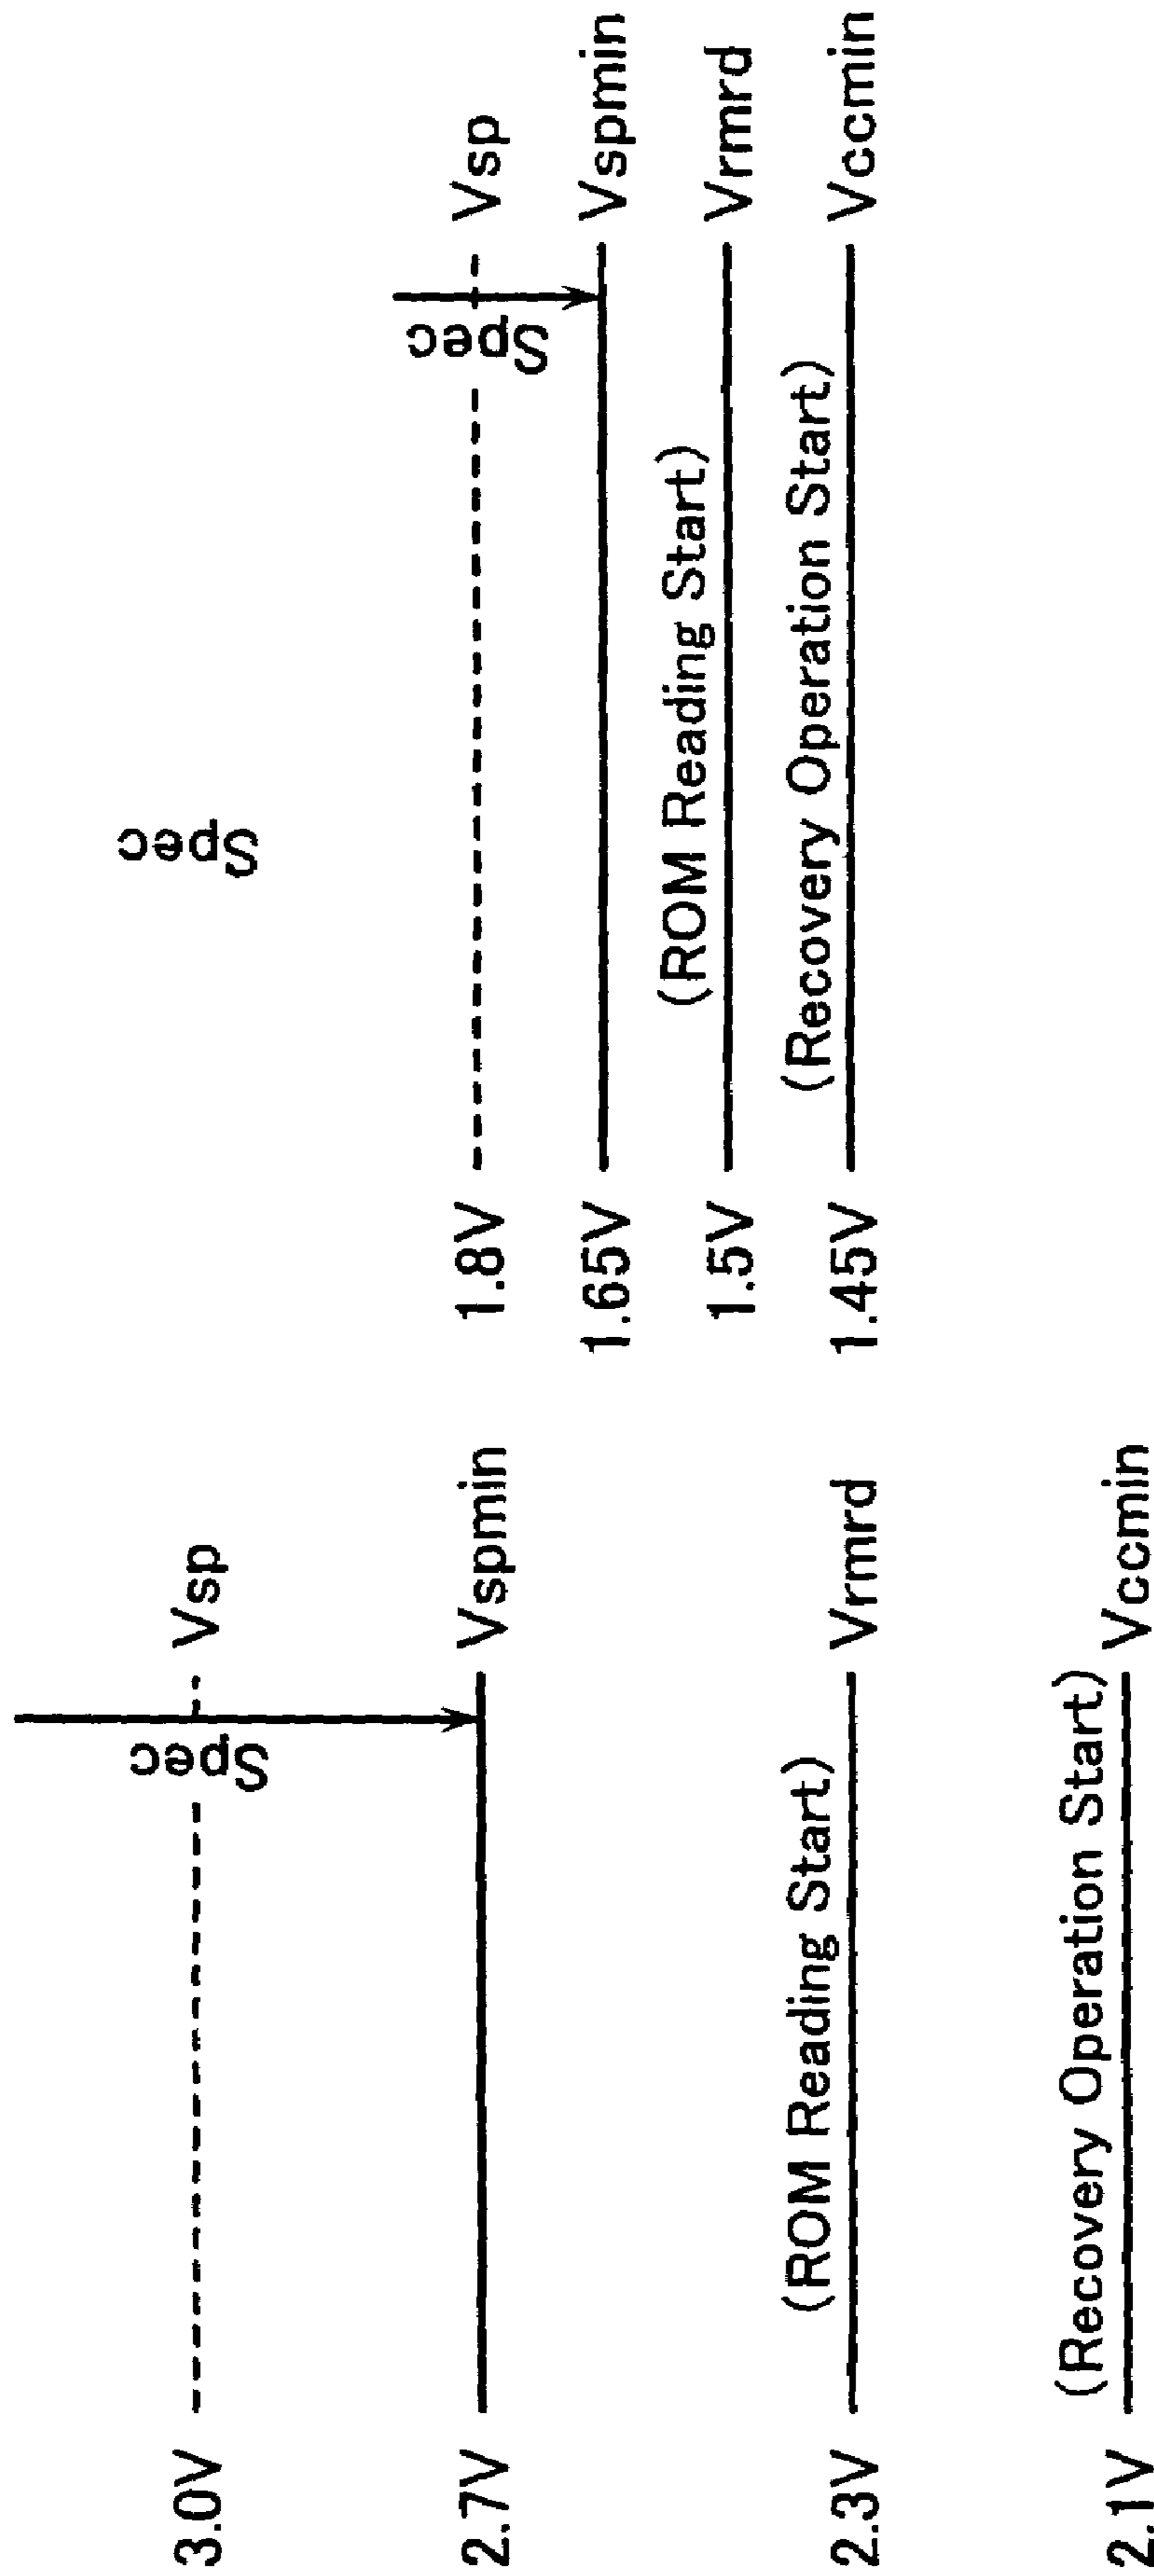 3.0V Vsp
Spec
2.7V Vspmin
(ROM Reading Start)
2.3V Vrmrd
(Recovery Operation Start)
2.1V Vccmin
Spec
1.8V Vsp
Spec
1.65V Vspmin
(ROM Reading Start)
1.5V Vrmrd
(Recovery Operation Start)
1.45V Vccmin